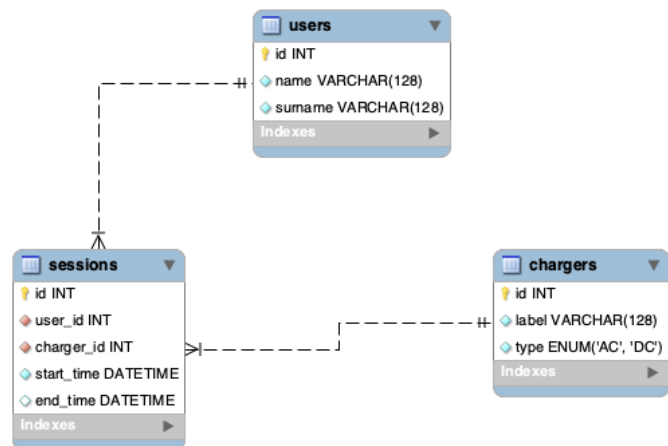 users
id INT
name VARCHAR(128)
surname VARCHAR(128)
Indexes
sessions
id INT
user_id INT
charger_id INT
start_time DATETIME
end_time DATETIME
Indexes
chargers
id INT
label VARCHAR(128)
type ENUM('AC', 'DC')
Indexes